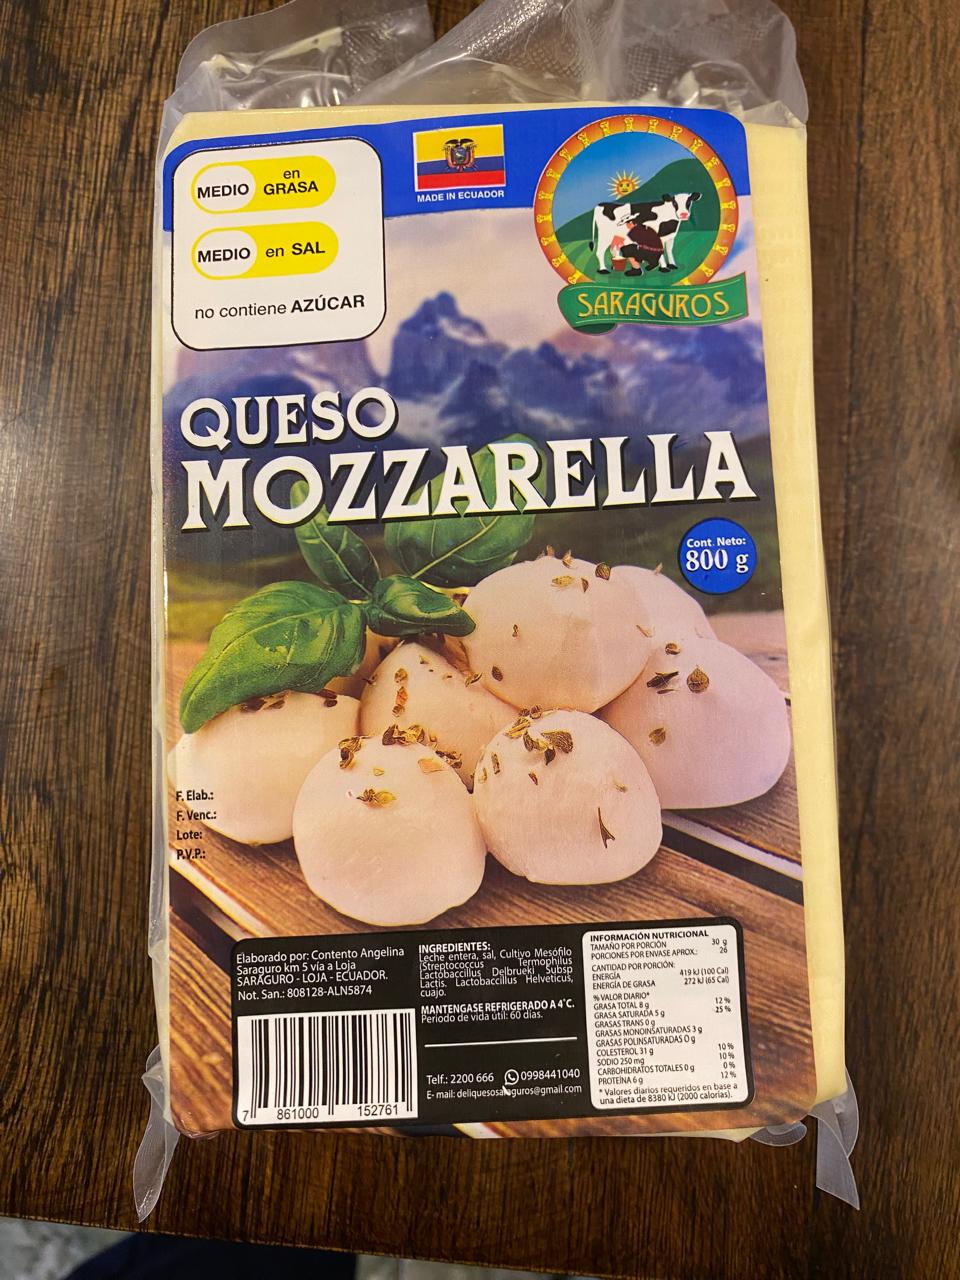 MEDIO en GRASA
MEDIO en SAL
no contiene AZÚCAR
MADE IN ECUADOR
SARAGUROS
QUESO
MOZZARELLA
Cont. Neto:
800 g
F. Elab.:
F. Venc.:
Lote:
P.V.P.:
Elaborado por: Contento Angelina
Saraguro km 5 vía a Loja
SARAGURO - LOJA - ECUADOR.
Not. San.: 808128-ALN5874
7 861000 152761
INGREDIENTES:
Leche entera, sal, Cultivo Mesófilo
(Streptococcus Termophilus
Lactobaccillus Delbrueki Subsp
Lactis. Lactobaccillus Helveticus,
cuajo.
MANTENGASE REFRIGERADO A 4°C.
Periodo de vida útil: 60 días.
Telf.: 2200 666 0998441040
E- mail: deliquesosaraguros@gmail.com
INFORMACIÓN NUTRICIONAL
TAMAÑO POR PORCIÓN 30 g
PORCIONES POR ENVASE APROX.: 26
CANTIDAD POR PORCIÓN:
ENERGÍA 419 kJ (100 Cal)
ENERGÍA DE GRASA 272 kJ (65 Cal)
% VALOR DIARIO*
GRASA TOTAL 8 g 12 %
GRASA SATURADA 5 g 25 %
GRASAS TRANS 0 g
GRASAS MONOINSATURADAS 3 g
GRASAS POLINSATURADAS 0 g
COLESTEROL 31 g 10 %
SODIO 250 mg 10 %
CARBOHIDRATOS TOTALES 0 g 0 %
PROTEÍNA 6 g 12 %
* Valores diarios requeridos en base a
una dieta de 8380 kJ (2000 calorías).